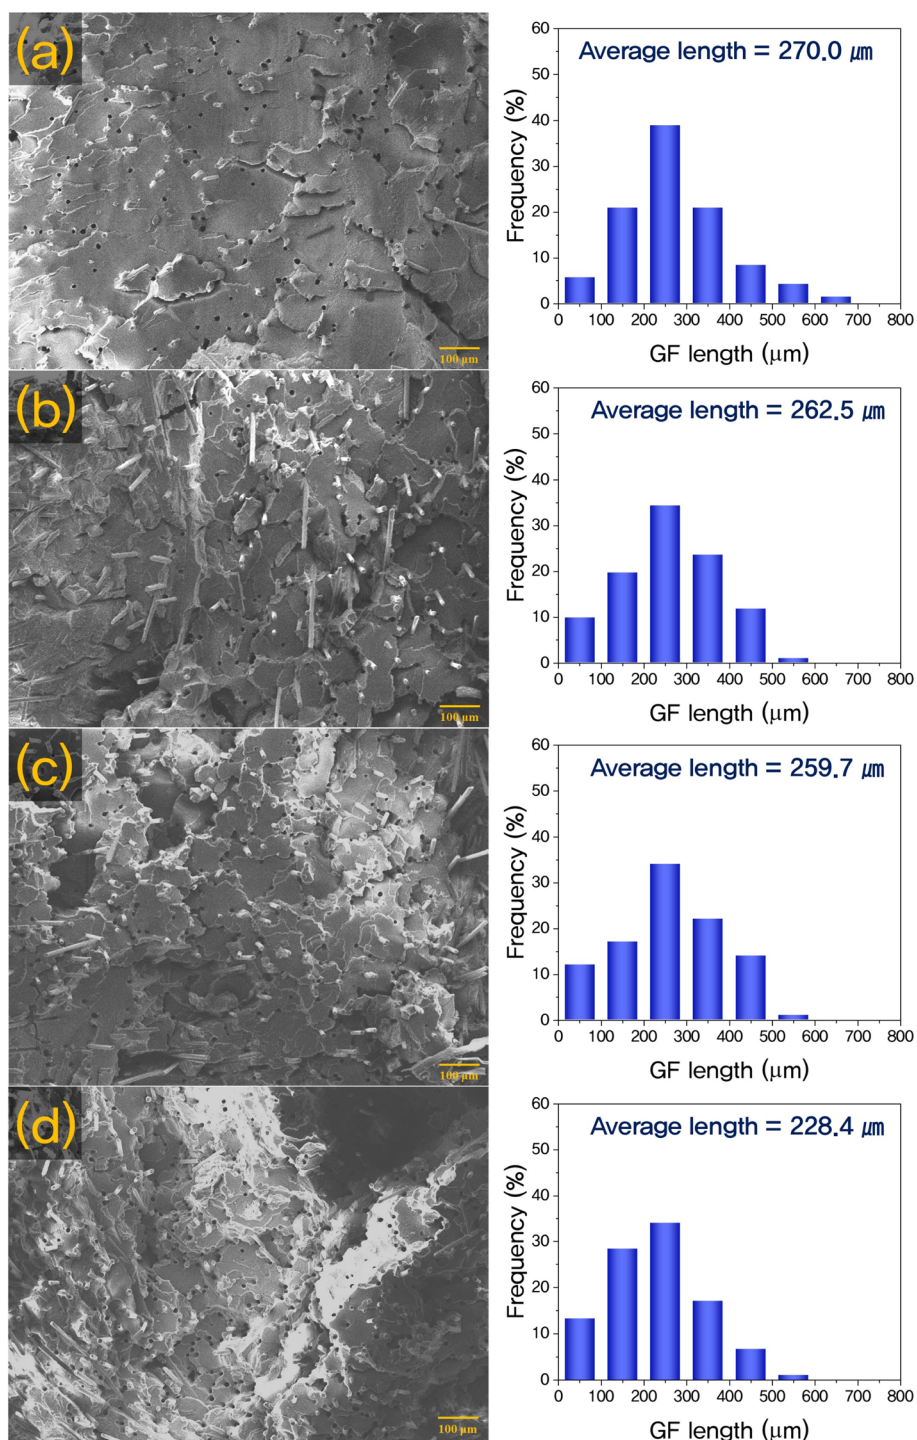 (a)
100 µm
Average length = 270.0 ㎛
Frequency (%)
60
50
40
30
20
10
0
0 100 200 300 400 500 600 700 800
GF length (µm)
(b)
100 µm
Average length = 262.5 ㎛
Frequency (%)
60
50
40
30
20
10
0
0 100 200 300 400 500 600 700 800
GF length (µm)
(c)
100 µm
Average length = 259.7 ㎛
Frequency (%)
60
50
40
30
20
10
0
0 100 200 300 400 500 600 700 800
GF length (µm)
(d)
100 µm
Average length = 228.4 ㎛
Frequency (%)
60
50
40
30
20
10
0
0 100 200 300 400 500 600 700 800
GF length (µm)